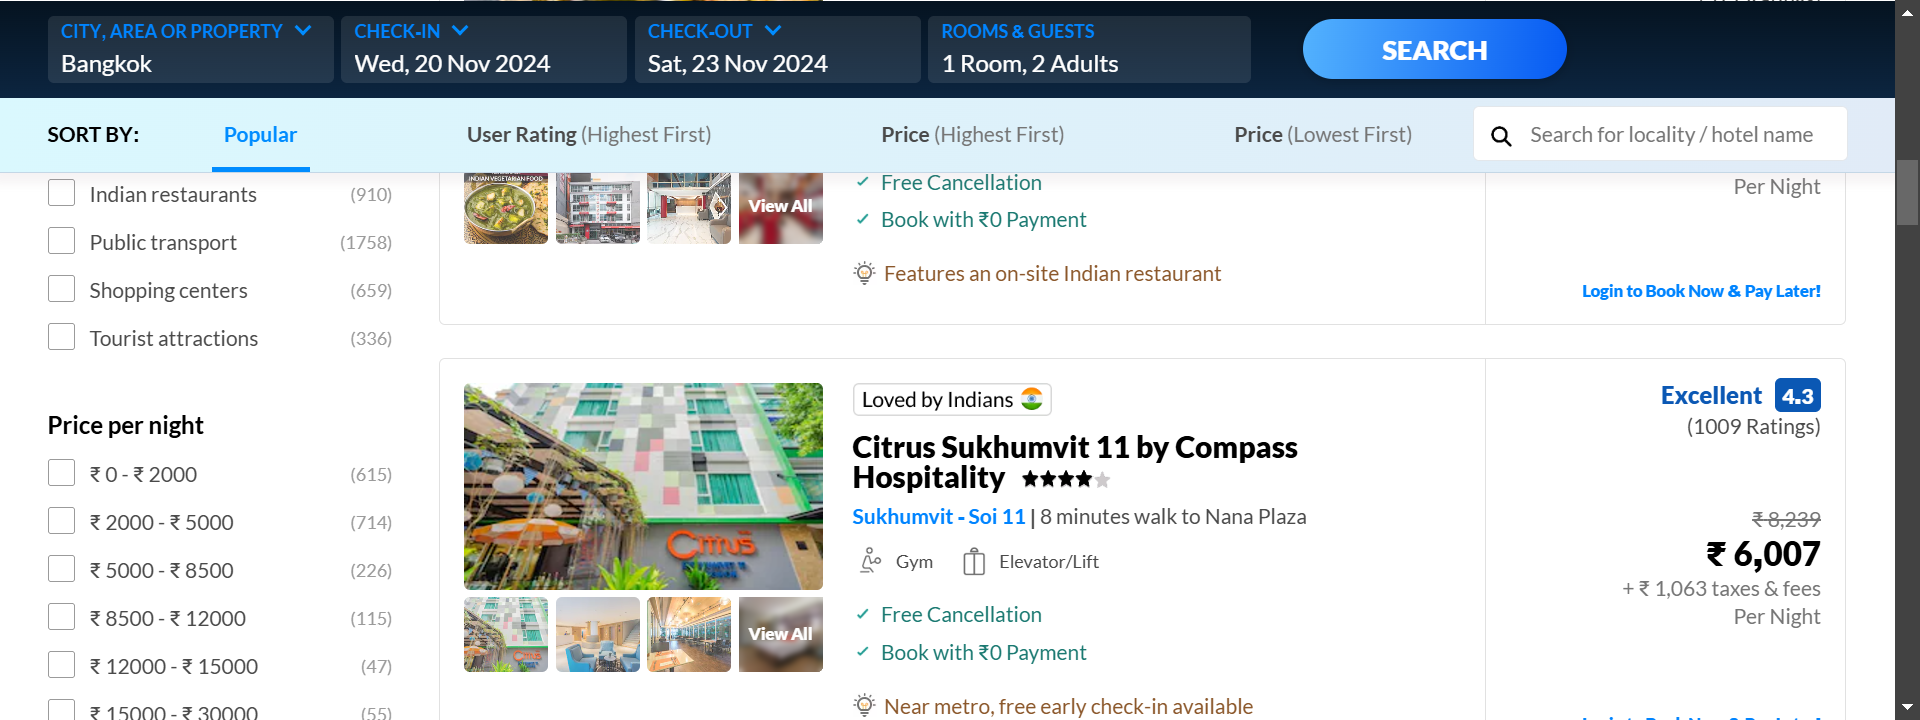 CITY, AREA OR PROPERTY
Bangkok
CHECK-IN
Wed, 20 Nov 2024
CHECK-OUT
Sat, 23 Nov 2024
ROOMS & GUESTS
1 Room, 2 Adults
SEARCH
SORT BY:
Popular
User Rating (Highest First)
Price (Highest First)
Price (Lowest First)
Search for locality / hotel name
Indian restaurants (910)
Public transport (1758)
Shopping centers (659)
Tourist attractions (336)
Price per night
₹ 0 - ₹ 2000 (615)
₹ 2000 - ₹ 5000 (714)
₹ 5000 - ₹ 8500 (226)
₹ 8500 - ₹ 12000 (115)
₹ 12000 - ₹ 15000 (47)
₹ 15000 - ₹ 30000 (55)
INDIAN VEGETARIAN FOOD
View All
Free Cancellation
Book with ₹0 Payment
Features an on-site Indian restaurant
Per Night
Login to Book Now & Pay Later!
CITRUS
View All
Loved by Indians
Citrus Sukhumvit 11 by Compass
Hospitality
Sukhumvit - Soi 11 | 8 minutes walk to Nana Plaza
Gym
Elevator/Lift
Free Cancellation
Book with ₹0 Payment
Near metro, free early check-in available
Excellent 4.3
(1009 Ratings)
₹ 8,239
₹ 6,007
+ ₹ 1,063 taxes & fees
Per Night